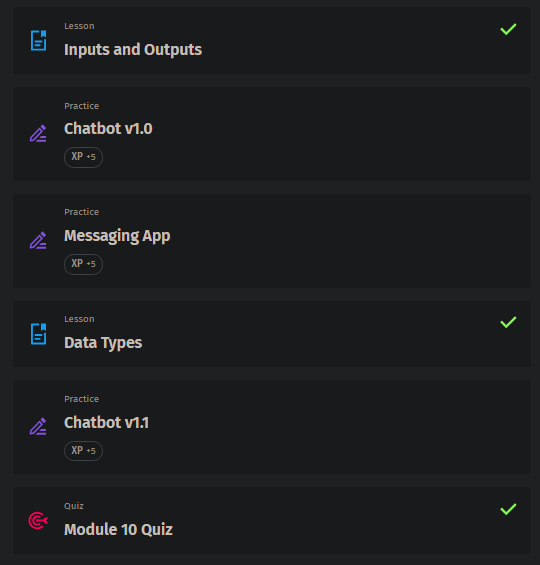 Lesson
Inputs and Outputs
Practice
Chatbot v1.0
XP +5
Practice
Messaging App
XP +5
Lesson
Data Types
Practice
Chatbot v1.1
XP +5
Quiz
Module 10 Quiz